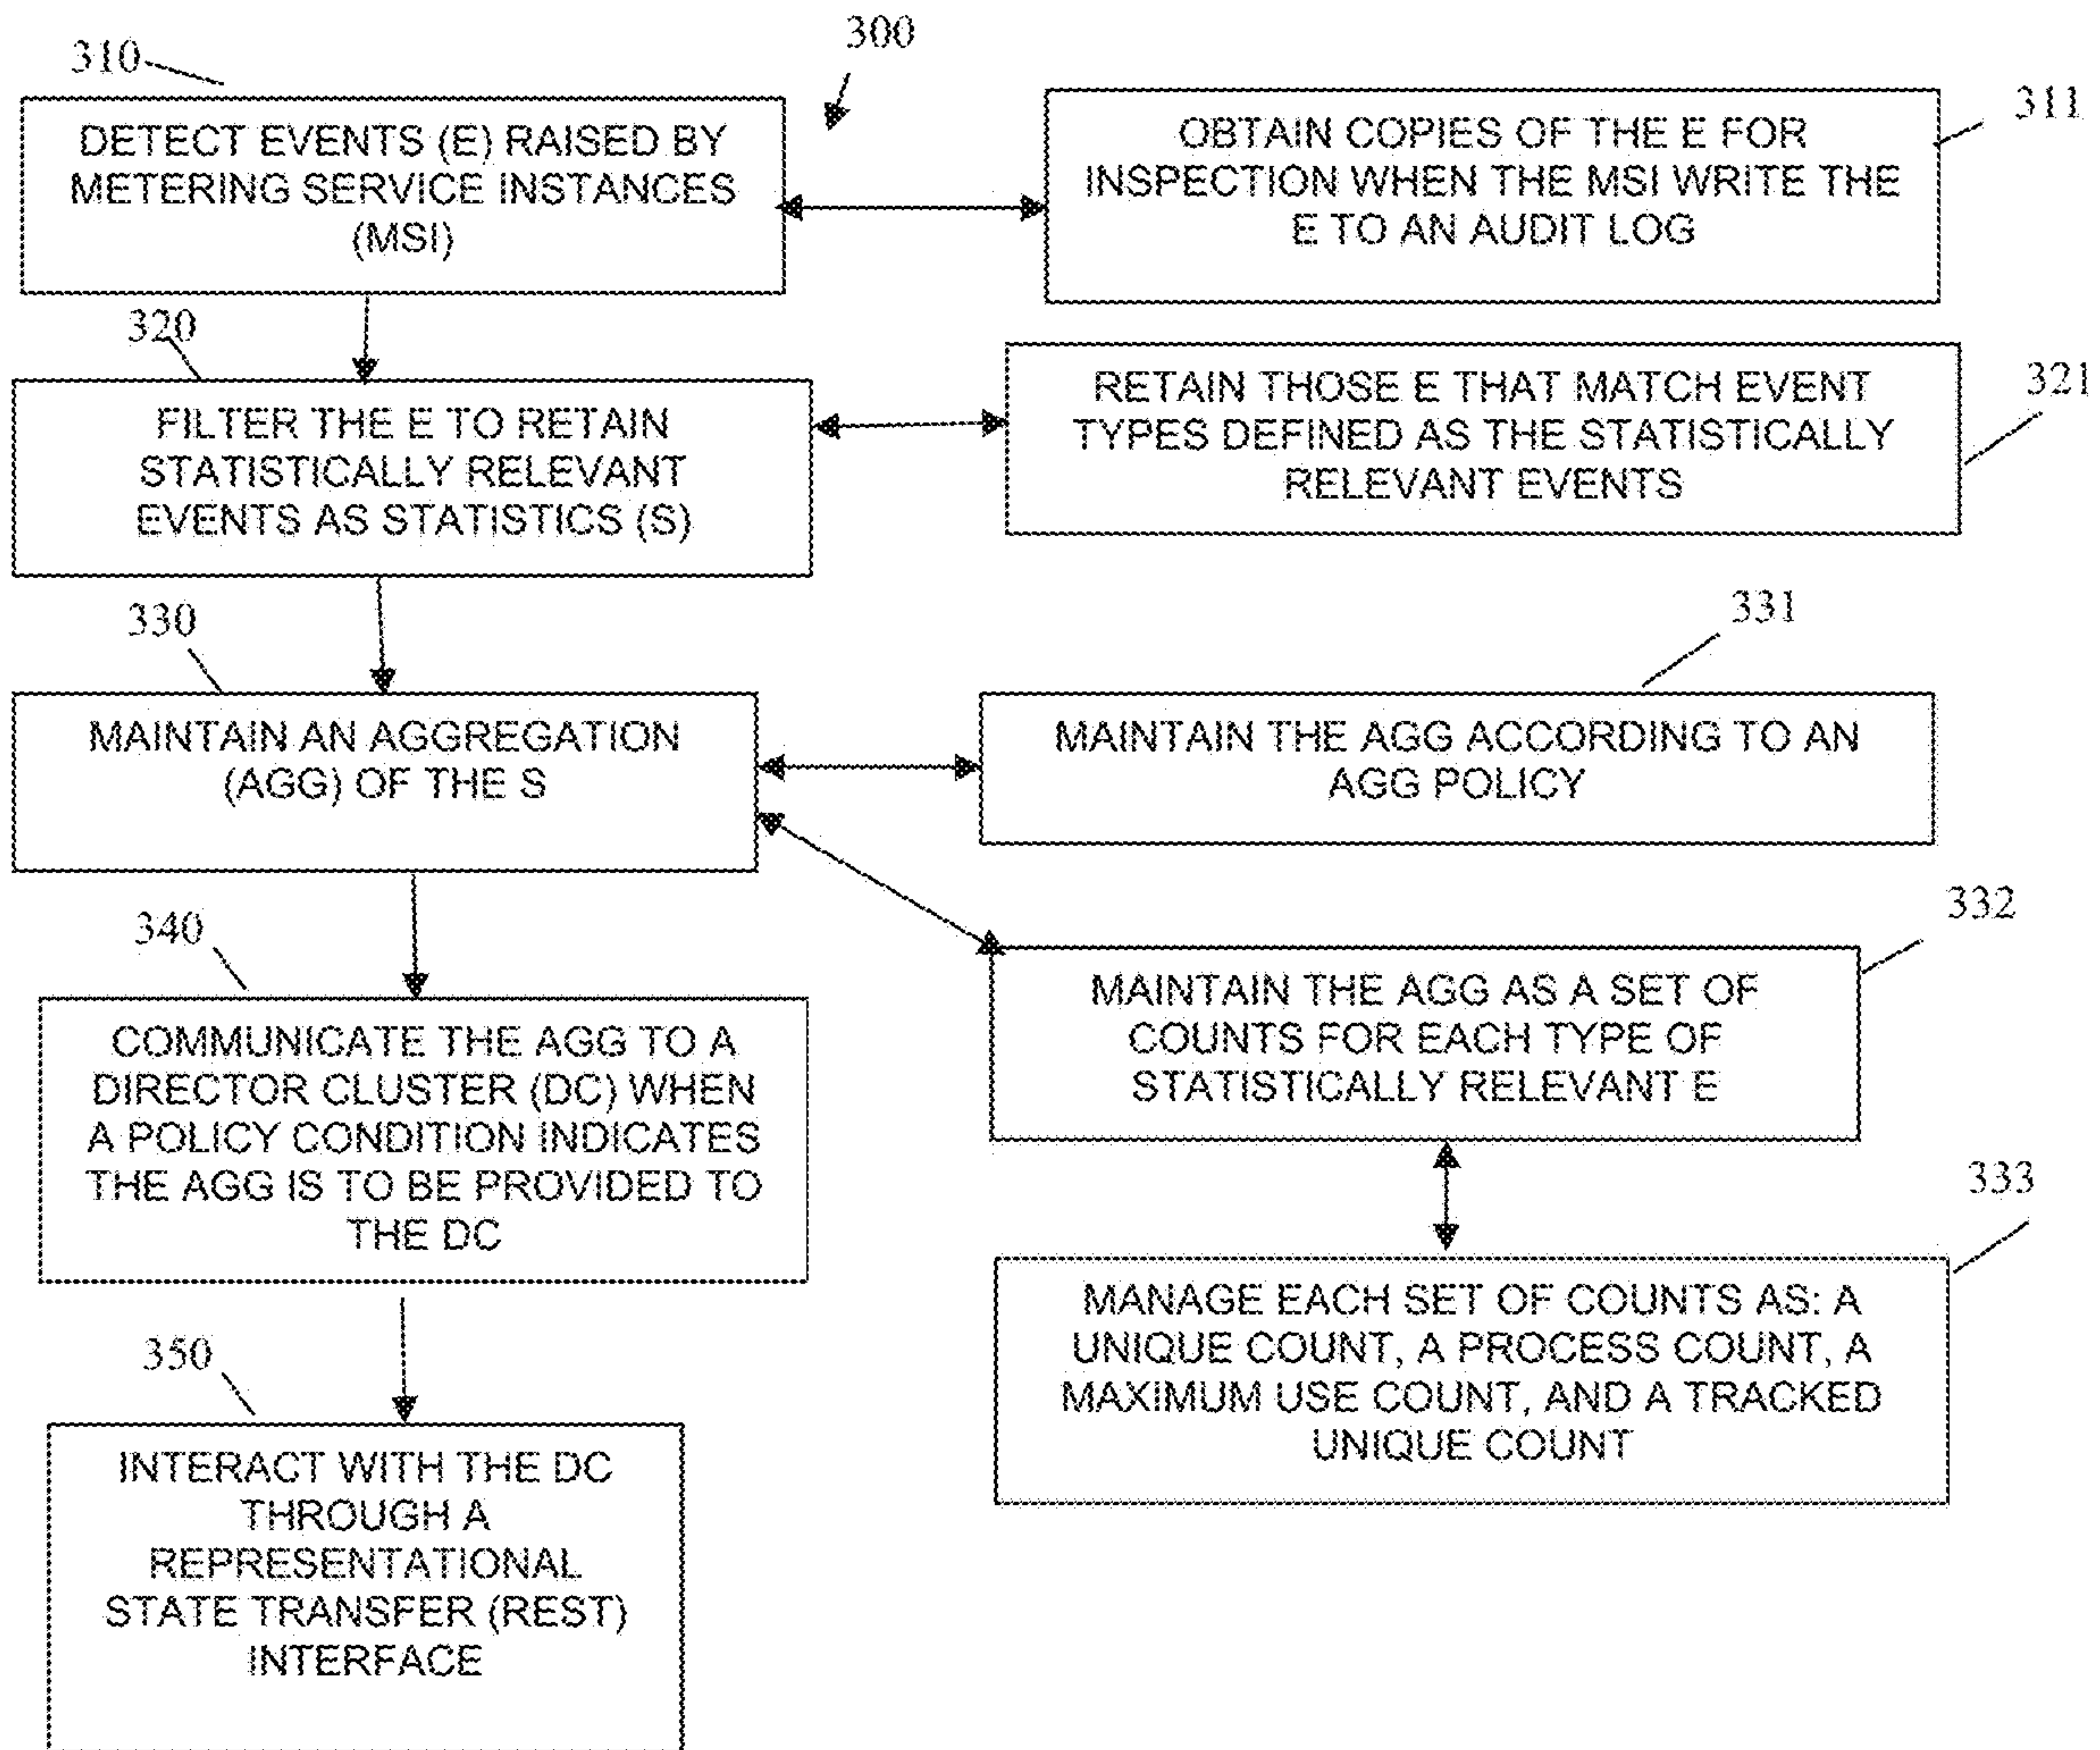 300
310
DETECT EVENTS (E) RAISED BY
METERING SERVICE INSTANCES
(MSI)
311
OBTAIN COPIES OF THE E FOR
INSPECTION WHEN THE MSI WRITE THE
E TO AN AUDIT LOG
320
FILTER THE E TO RETAIN
STATISTICALLY RELEVANT
EVENTS AS STATISTICS (S)
321
RETAIN THOSE E THAT MATCH EVENT
TYPES DEFINED AS THE STATISTICALLY
RELEVANT EVENTS
330
MAINTAIN AN AGGREGATION
(AGG) OF THE S
331
MAINTAIN THE AGG ACCORDING TO AN
AGG POLICY
332
MAINTAIN THE AGG AS A SET OF
COUNTS FOR EACH TYPE OF
STATISTICALLY RELEVANT E
333
MANAGE EACH SET OF COUNTS AS: A
UNIQUE COUNT, A PROCESS COUNT, A
MAXIMUM USE COUNT, AND A TRACKED
UNIQUE COUNT
340
COMMUNICATE THE AGG TO A
DIRECTOR CLUSTER (DC) WHEN
A POLICY CONDITION INDICATES
THE AGG IS TO BE PROVIDED TO
THE DC
350
INTERACT WITH THE DC
THROUGH A
REPRESENTATIONAL
STATE TRANSFER (REST)
INTERFACE